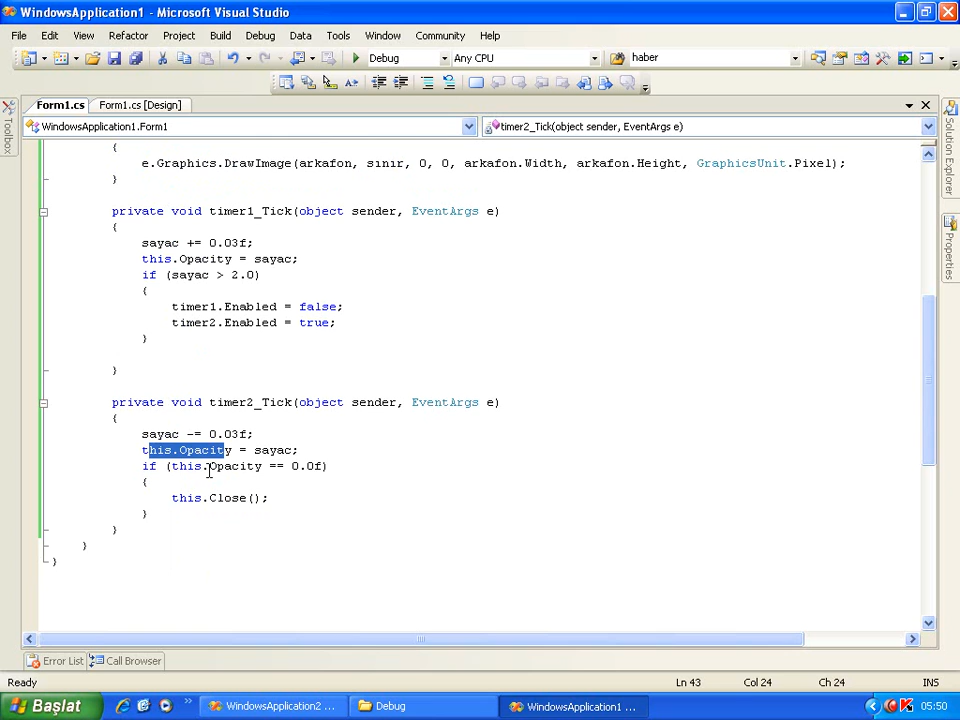 WindowsApplication1 - Microsoft Visual Studio
File Edit View Refactor Project Build Debug Data Tools Window Community Help
Debug Any CPU haber
Form1.cs Form1.cs [Design]
WindowsApplication1.Form1 timer2_Tick(object sender, EventArgs e)
Toolbox
Solution Explorer
Properties
{
e.Graphics.DrawImage(arkafon, sınır, 0, 0, arkafon.Width, arkafon.Height, GraphicsUnit.Pixel);
}
private void timer1_Tick(object sender, EventArgs e)
{
sayac += 0.03f;
this.Opacity = sayac;
if (sayac > 2.0)
{
timer1.Enabled = false;
timer2.Enabled = true;
}
}
private void timer2_Tick(object sender, EventArgs e)
{
sayac -= 0.03f;
this.Opacity = sayac;
if (this.Opacity == 0.0f)
{
this.Close();
}
}
}
}
Error List Call Browser
Ready Ln 43 Col 24 Ch 24 INS
Başlat WindowsApplication2 ... Debug WindowsApplication1 ... 05:50